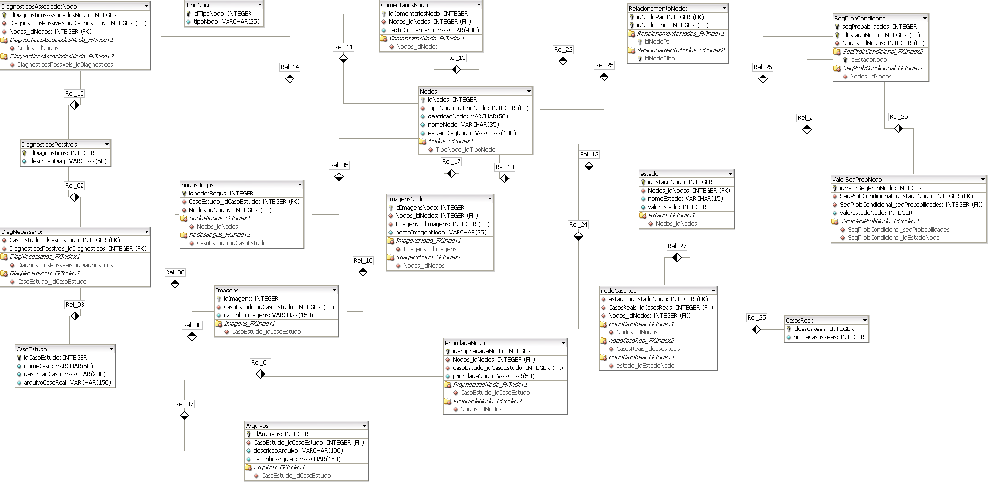 DiagnosticosAssociadosNodo
idDiagnosticosAssociadosNodo: INTEGER
DiagnosticosPossiveis_idDiagnosticos: INTEGER (FK)
Nodos_idNodos: INTEGER (FK)
DiagnosticosAssociadosNodo_FKIndex1
Nodos_idNodos
DiagnosticosAssociadosNodo_FKIndex2
DiagnosticosPossiveis_idDiagnosticos
TipoNodo
idTipoNodo: INTEGER
tipoNodo: VARCHAR(25)
ComentariosNodo
idComentariosNodo: INTEGER
Nodos_idNodos: INTEGER (FK)
textoComentario: VARCHAR(400)
ComentariosNodo_FKIndex1
Nodos_idNodos
RelacionamentoNodos
idNodoPai: INTEGER (FK)
idNodoFilho: INTEGER (FK)
RelacionamentoNodos_FKIndex1
idNodoPai
RelacionamentoNodos_FKIndex2
idNodoFilho
SeqProbCondicional
seqProbabilidades: INTEGER
idEstadoNodo: INTEGER (FK)
Nodos_idNodos: INTEGER (FK)
SeqProbCondicional_FKIndex2
idEstadoNodo
SeqProbCondicional_FKIndex2
Nodos_idNodos
Rel_11
Rel_14
Rel_13
Rel_22
Rel_25
Rel_25
Rel_15
Rel_24
Rel_25
Nodos
idNodos: INTEGER
TipoNodo_idTipoNodo: INTEGER (FK)
descricaoNodo: VARCHAR(50)
nomeNodo: VARCHAR(35)
evidenDiagNodo: VARCHAR(100)
Nodos_FKIndex1
TipoNodo_idTipoNodo
DiagnosticosPossiveis
idDiagnosticos: INTEGER
descricaoDiag: VARCHAR(50)
Rel_05
Rel_17
Rel_10
Rel_12
Rel_02
nodosBogus
idnodosBogus: INTEGER
CasoEstudo_idCasoEstudo: INTEGER (FK)
Nodos_idNodos: INTEGER (FK)
nodosBogus_FKIndex1
Nodos_idNodos
nodosBogus_FKIndex2
CasoEstudo_idCasoEstudo
ImagensNodo
idImagensNodo: INTEGER
Nodos_idNodos: INTEGER (FK)
Imagens_idImagens: INTEGER (FK)
nomeImagenNodo: VARCHAR(35)
ImagensNodo_FKIndex1
Imagens_idImagens
ImagensNodo_FKIndex2
Nodos_idNodos
estado
idEstadoNodo: INTEGER
Nodos_idNodos: INTEGER (FK)
nomeEstado: VARCHAR(15)
valorEstado: INTEGER
estado_FKIndex1
Nodos_idNodos
ValorSeqProbNodo
idValorSeqProbNodo: INTEGER
SeqProbCondicional_idEstadoNodo: INTEGER (FK)
SeqProbCondicional_seqProbabilidades: INTEGER (FK)
valorEstadoNodo: INTEGER
ValorSeqProbNodo_FKIndex2
SeqProbCondicional_seqProbabilidades
SeqProbCondicional_idEstadoNodo
DiagNecessarios
CasoEstudo_idCasoEstudo: INTEGER (FK)
DiagnosticosPossiveis_idDiagnosticos: INTEGER (FK)
DiagNecessarios_FKIndex1
DiagnosticosPossiveis_idDiagnosticos
DiagNecessarios_FKIndex2
CasoEstudo_idCasoEstudo
Rel_24
Rel_27
Rel_16
Rel_06
Imagens
idImagens: INTEGER
CasoEstudo_idCasoEstudo: INTEGER (FK)
caminhoImagens: VARCHAR(150)
Imagens_FKIndex1
CasoEstudo_idCasoEstudo
nodoCasoReal
estado_idEstadoNodo: INTEGER (FK)
CasosReais_idCasosReais: INTEGER (FK)
Nodos_idNodos: INTEGER (FK)
nodoCasoReal_FKIndex1
Nodos_idNodos
nodoCasoReal_FKIndex2
CasosReais_idCasosReais
nodoCasoReal_FKIndex3
estado_idEstadoNodo
Rel_25
CasosReais
idCasosReais: INTEGER
nomeCasosReais: INTEGER
Rel_03
Rel_08
CasoEstudo
idCasoEstudo: INTEGER
nomeCaso: VARCHAR(50)
descricaoCaso: VARCHAR(200)
arquivoCasoReal: VARCHAR(150)
Rel_04
PrioridadeNodo
idPropriedadeNodo: INTEGER
Nodos_idNodos: INTEGER (FK)
CasoEstudo_idCasoEstudo: INTEGER (FK)
prioridadeNodo: VARCHAR(50)
PropriedadeNodo_FKIndex1
CasoEstudo_idCasoEstudo
PrioridadeNodo_FKIndex2
Nodos_idNodos
Rel_07
Arquivos
idArquivos: INTEGER
CasoEstudo_idCasoEstudo: INTEGER (FK)
descricaoArquivo: VARCHAR(100)
caminhoArquivo: VARCHAR(150)
Arquivos_FKIndex1
CasoEstudo_idCasoEstudo